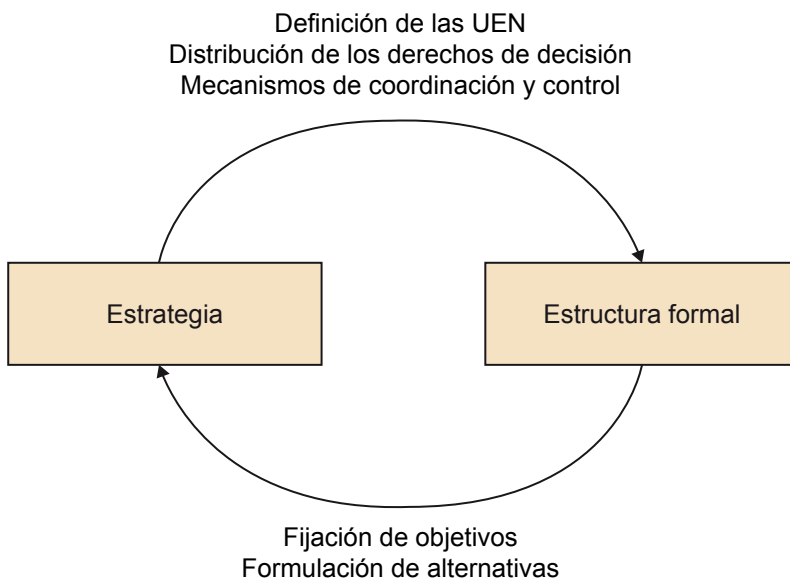 Definición de las UEN
Distribución de los derechos de decisión
Mecanismos de coordinación y control
Estrategia
Estructura formal
Fijación de objetivos
Formulación de alternativas